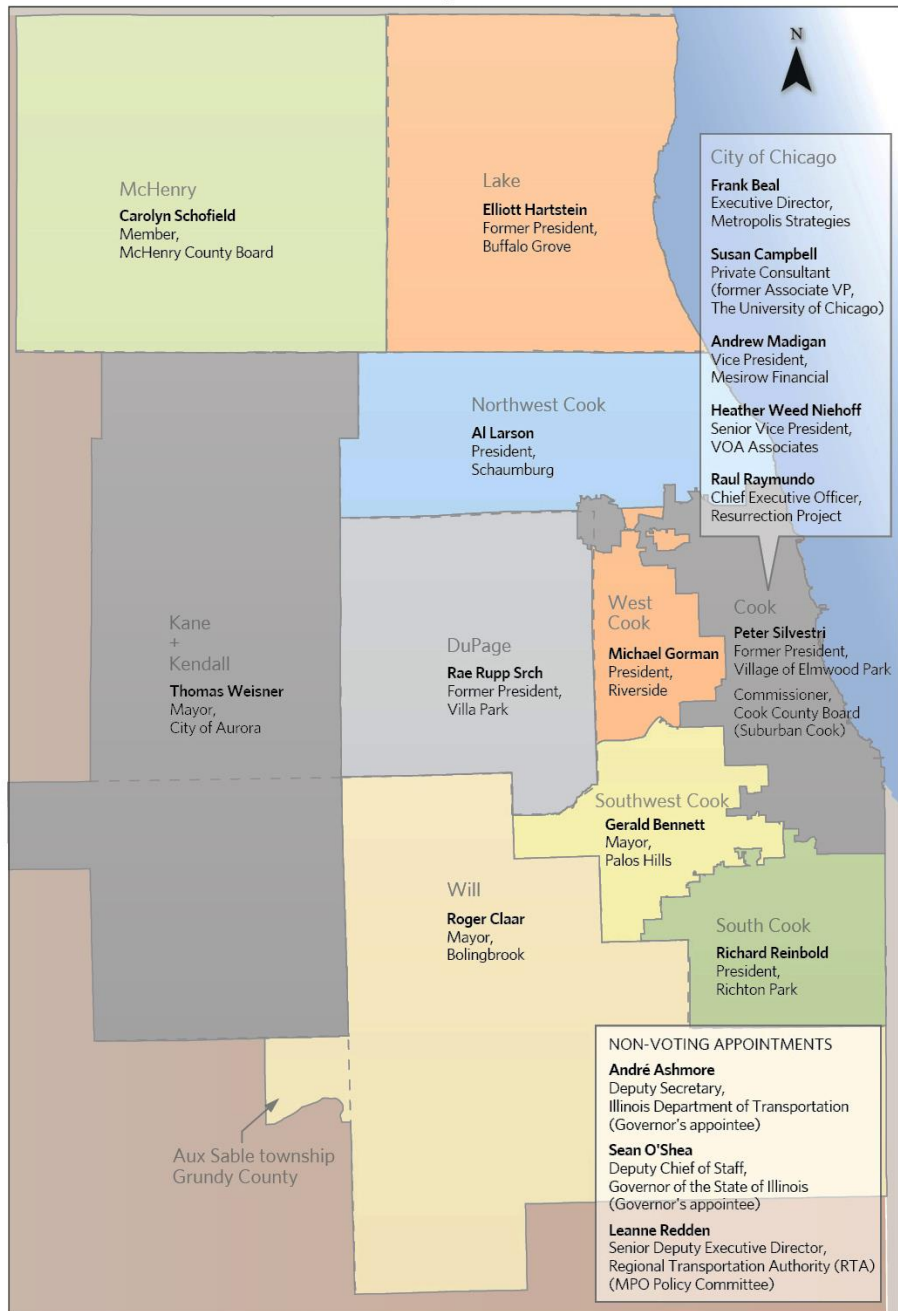 N
City of Chicago
Frank Beal
Executive Director,
Metropolis Strategies
Susan Campbell
Private Consultant
(former Associate VP,
The University of Chicago)
Andrew Madigan
Vice President,
Mesirow Financial
Heather Weed Niehoff
Senior Vice President,
VOA Associates
Raul Raymundo
Chief Executive Officer,
Resurrection Project
McHenry
Carolyn Schofield
Member,
McHenry County Board
Lake
Elliott Hartstein
Former President,
Buffalo Grove
Northwest Cook
Al Larson
President,
Schaumburg
Kane
+
Kendall
Thomas Weisner
Mayor,
City of Aurora
DuPage
Rae Rupp Srch
Former President,
Villa Park
West
Cook
Michael Gorman
President,
Riverside
Cook
Peter Silvestri
Former President,
Village of Elmwood Park
Commissioner,
Cook County Board
(Suburban Cook)
Southwest Cook
Gerald Bennett
Mayor,
Palos Hills
Will
Roger Claar
Mayor,
Bolingbrook
South Cook
Richard Reinbold
President,
Richton Park
Aux Sable township
Grundy County
NON-VOTING APPOINTMENTS
André Ashmore
Deputy Secretary,
Illinois Department of Transportation
(Governor's appointee)
Sean O'Shea
Deputy Chief of Staff,
Governor of the State of Illinois
(Governor's appointee)
Leanne Redden
Senior Deputy Executive Director,
Regional Transportation Authority (RTA)
(MPO Policy Committee)